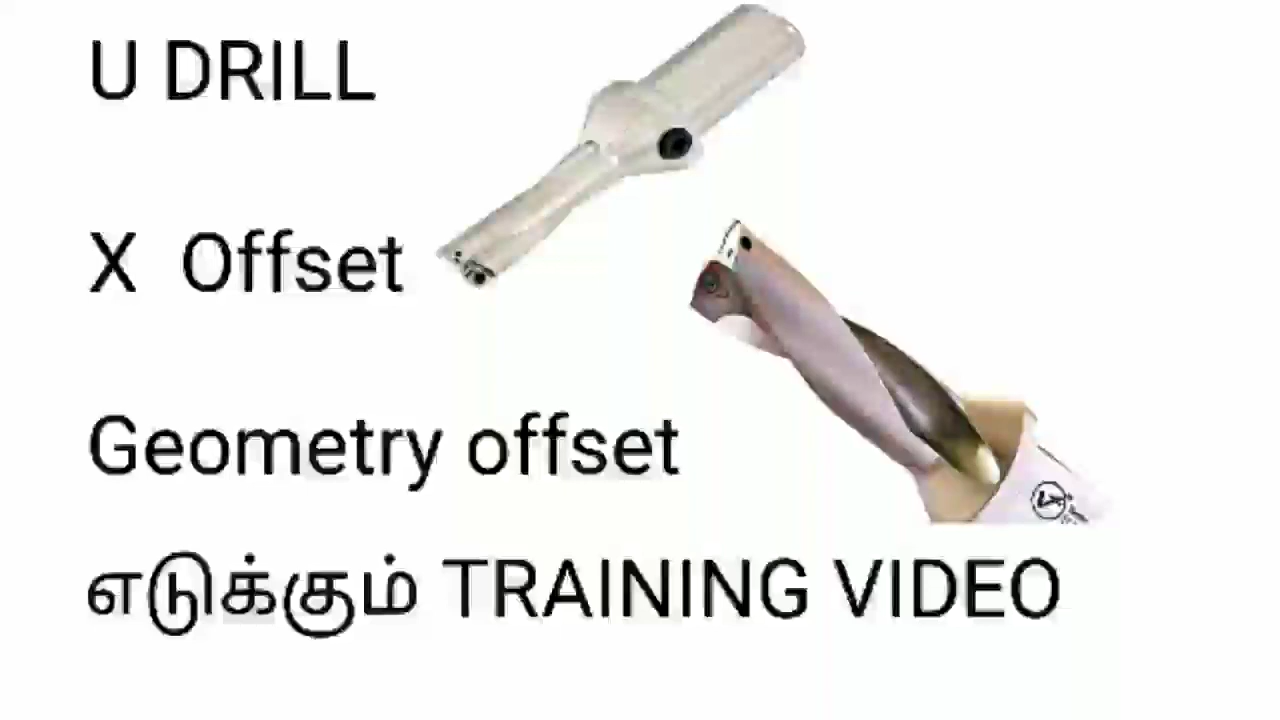 U DRILL
X Offset
Geometry offset
எடுக்கும் TRAINING VIDEO